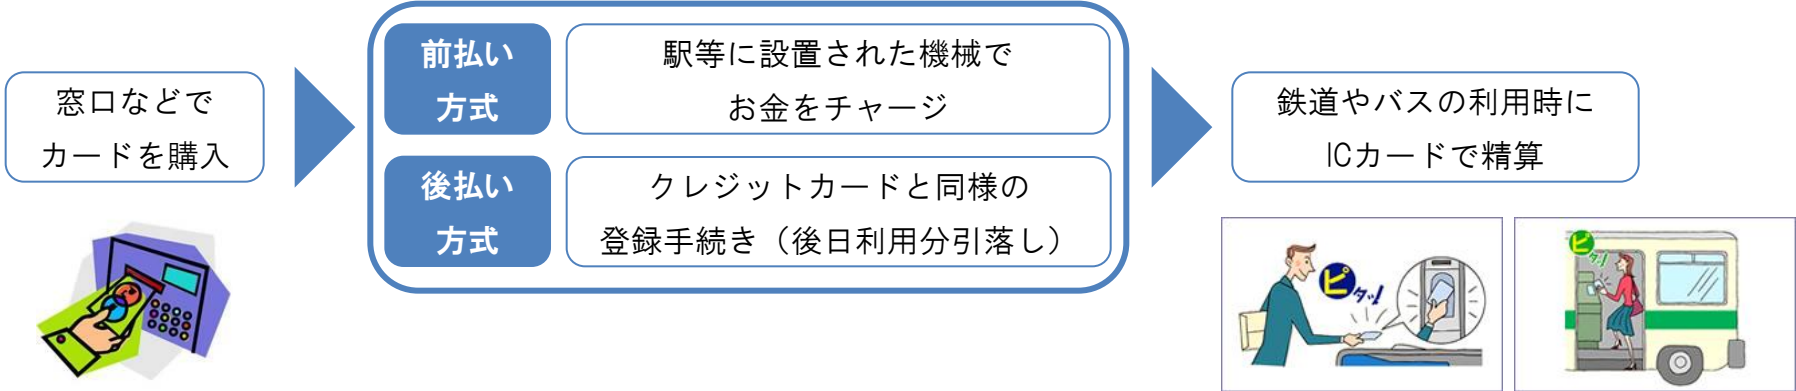 窓口などで
カードを購入
前払い
方式
駅等に設置された機械で
お金をチャージ
後払い
方式
クレジットカードと同様の
登録手続き（後日利用分引落し）
鉄道やバスの利用時に
ICカードで精算
ピタッ!
ピタッ!